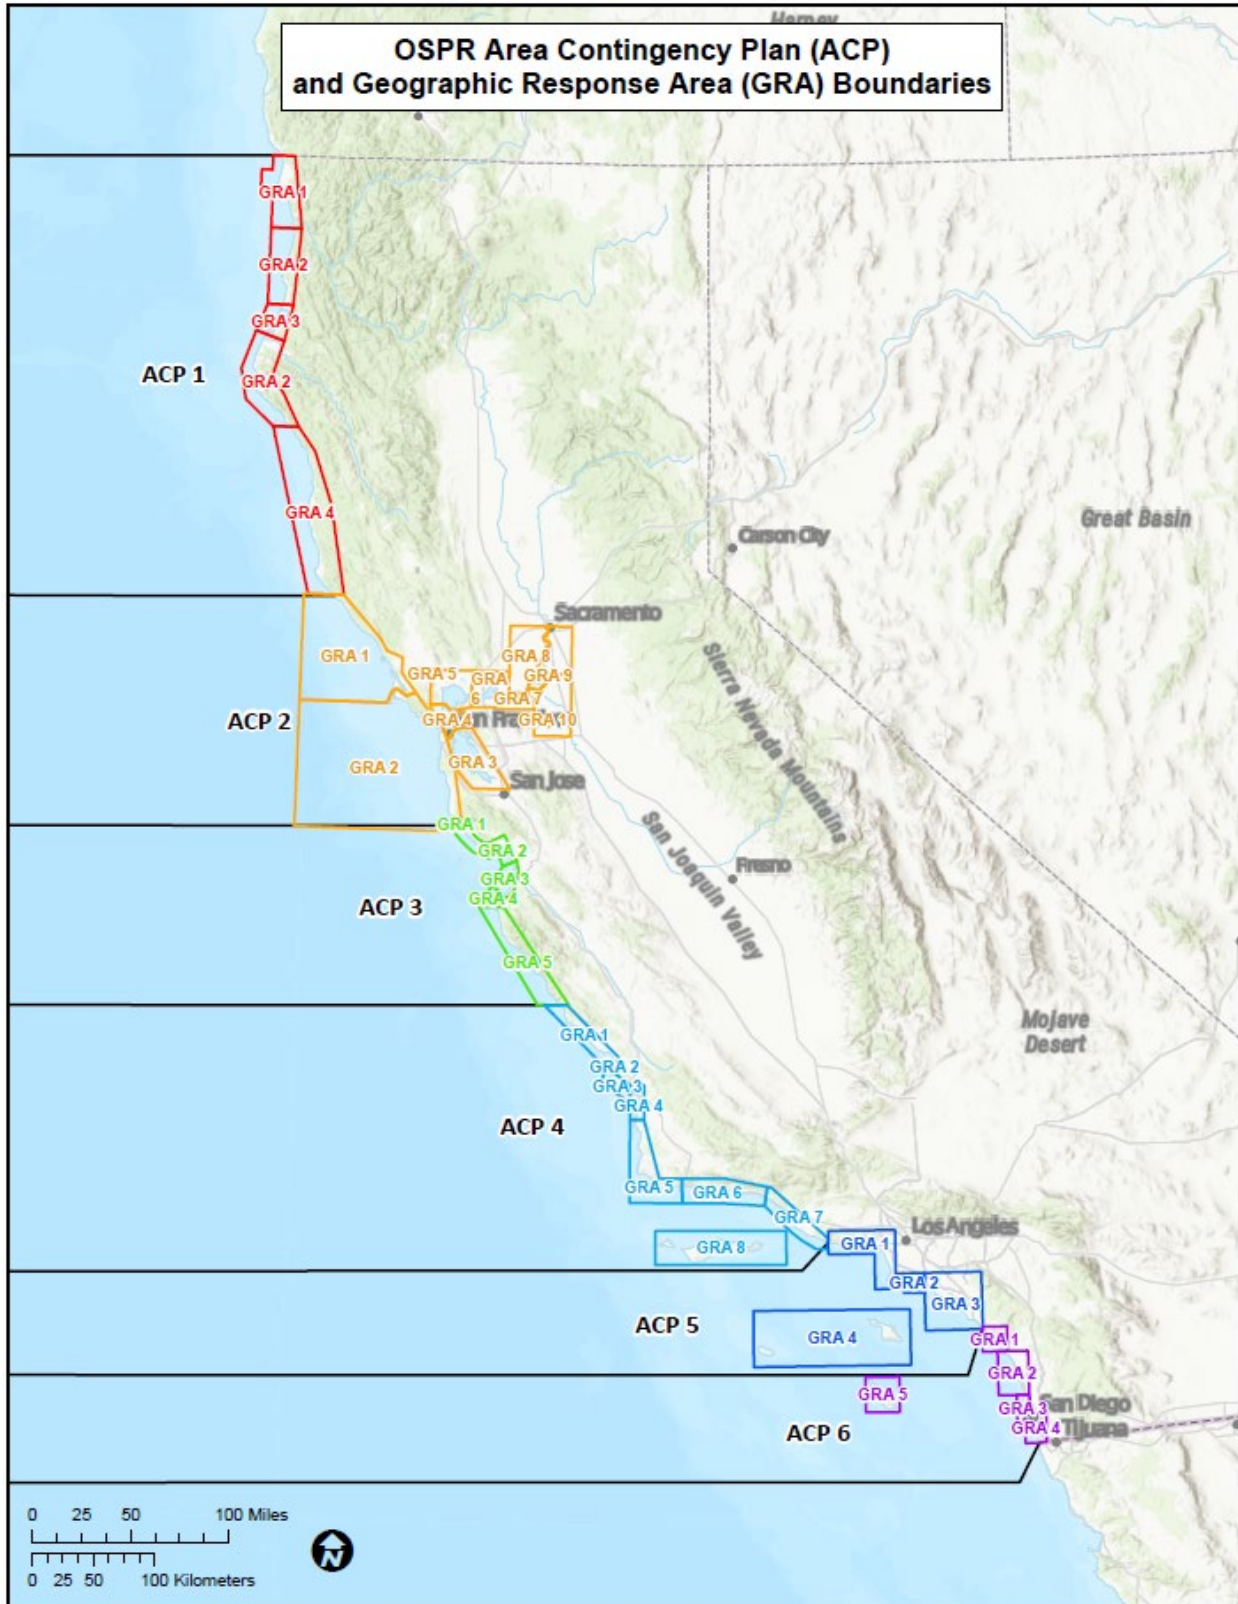 Harney
OSPR Area Contingency Plan (ACP)
and Geographic Response Area (GRA) Boundaries
GRA 1
GRA 2
GRA 3
ACP 1
GRA 2
GRA 4
Great Basin
Carson City
Sacramento
GRA 1
GRA 8
GRA 5
GRA
6
GRA 9
GRA 7
Sierra Nevada Mountains
ACP 2
GRA 4
GRA 10
GRA 2
GRA 3
San Jose
GRA 1
GRA 2
San Joaquin Valley
Fresno
GRA 3
GRA 4
ACP 3
GRA 5
Mojave
Desert
GRA 1
GRA 2
GRA 3
GRA 4
ACP 4
GRA 5
GRA 6
GRA 7
GRA 8
Los Angeles
GRA 1
GRA 2
GRA 3
ACP 5
GRA 4
GRA 1
GRA 2
GRA 5
GRA 3
San Diego
GRA 4
Tijuana
ACP 6
0 25 50 100 Miles
N
0 25 50 100 Kilometers